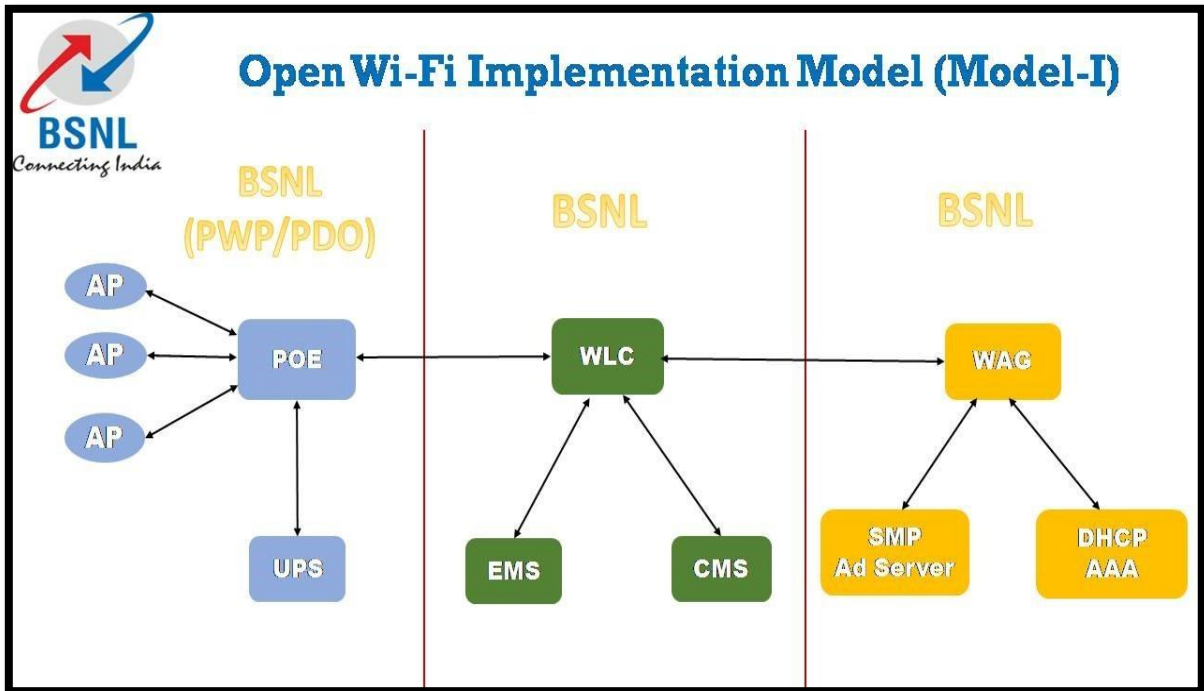 BSNL
Connecting India
Open Wi-Fi Implementation Model (Model-I)
BSNL
(PWP/PDO)
BSNL
BSNL
AP
AP
AP
POE
UPS
WLC
EMS
CMS
WAG
SMP
Ad Server
DHCP
AAA